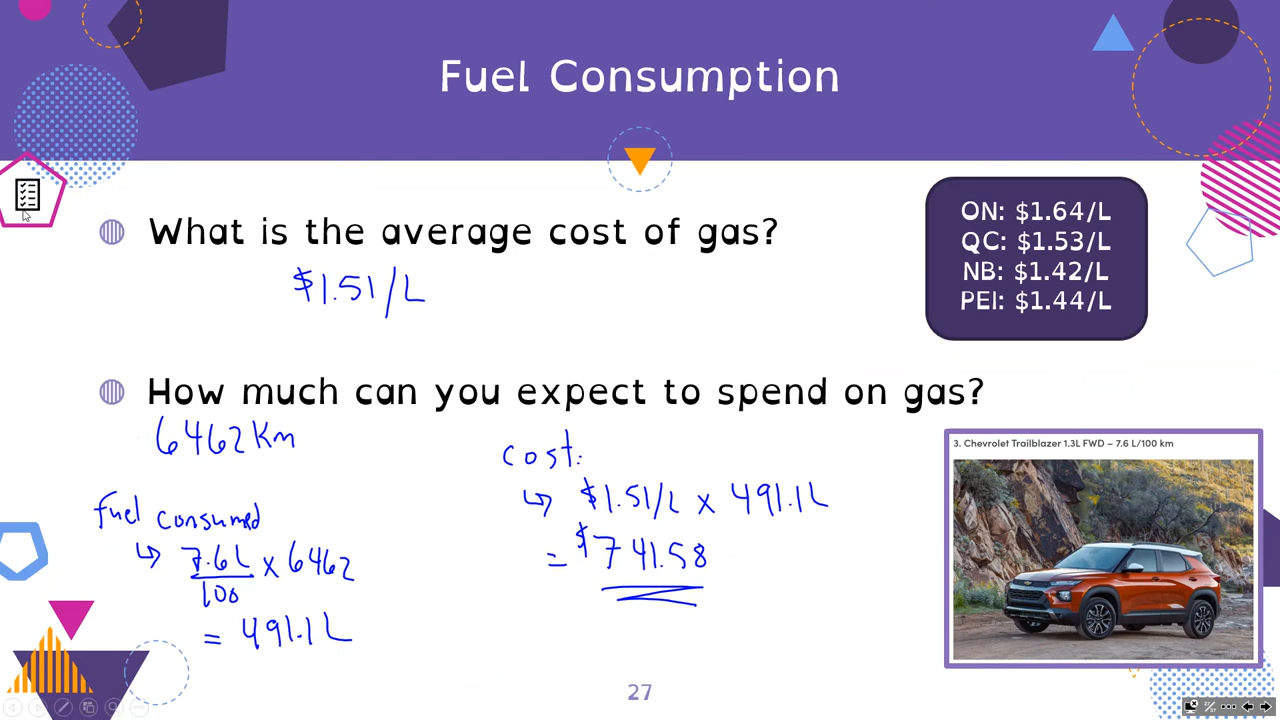 Fuel Consumption
What is the average cost of gas?
$1.51/L
ON: $1.64/L
QC: $1.53/L
NB: $1.42/L
PEI: $1.44/L
How much can you expect to spend on gas?
6462 Km
fuel consumed
↳ 7.6L/100 x 6462
= 491.1 L
cost:
↳ $1.51/L x 491.1L
= $741.58
3. Chevrolet Trailblazer 1.3L FWD – 7.6 L/100 km
27